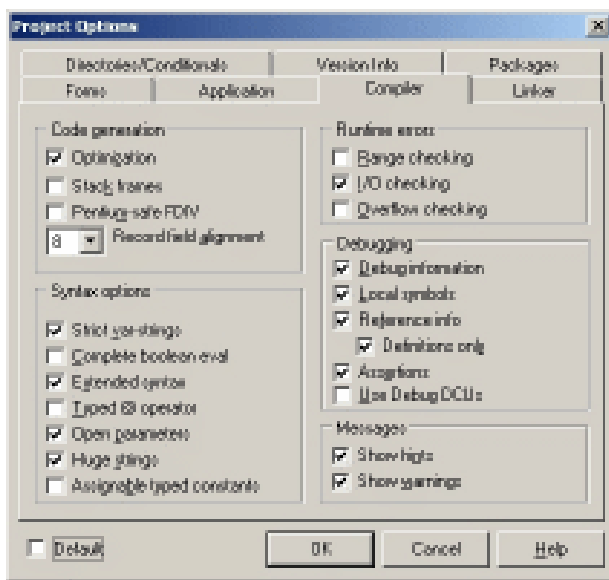 Project Options
Directories/Conditionals
Version Info
Packages
Forms
Application
Compiler
Linker
Code generation
Optimization
Stack frames
Pentium-safe FDIV
8
Record field alignment
Syntax options
Strict var-strings
Complete boolean eval
Extended syntax
Typed @ operator
Open parameters
Huge strings
Assignable typed constants
Runtime errors
Range checking
I/O checking
Overflow checking
Debugging
Debug information
Local symbols
Reference info
Definitions only
Assertions
Use Debug DCUs
Messages
Show hints
Show warnings
Default
OK
Cancel
Help